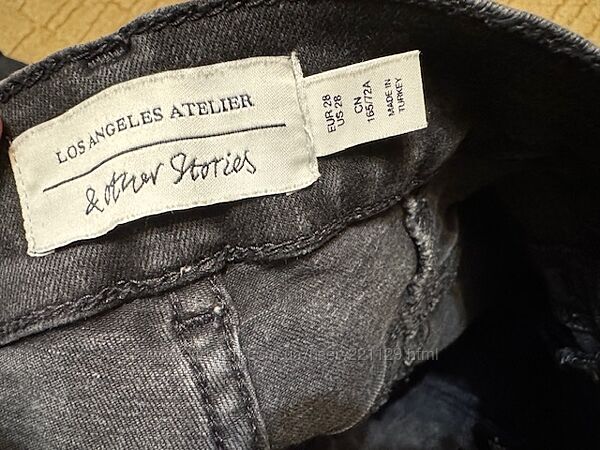 LOS ANGELES ATELIER
& other Stories
EUR 28
US 28
CN
165/72A
MADE IN
TURKEY